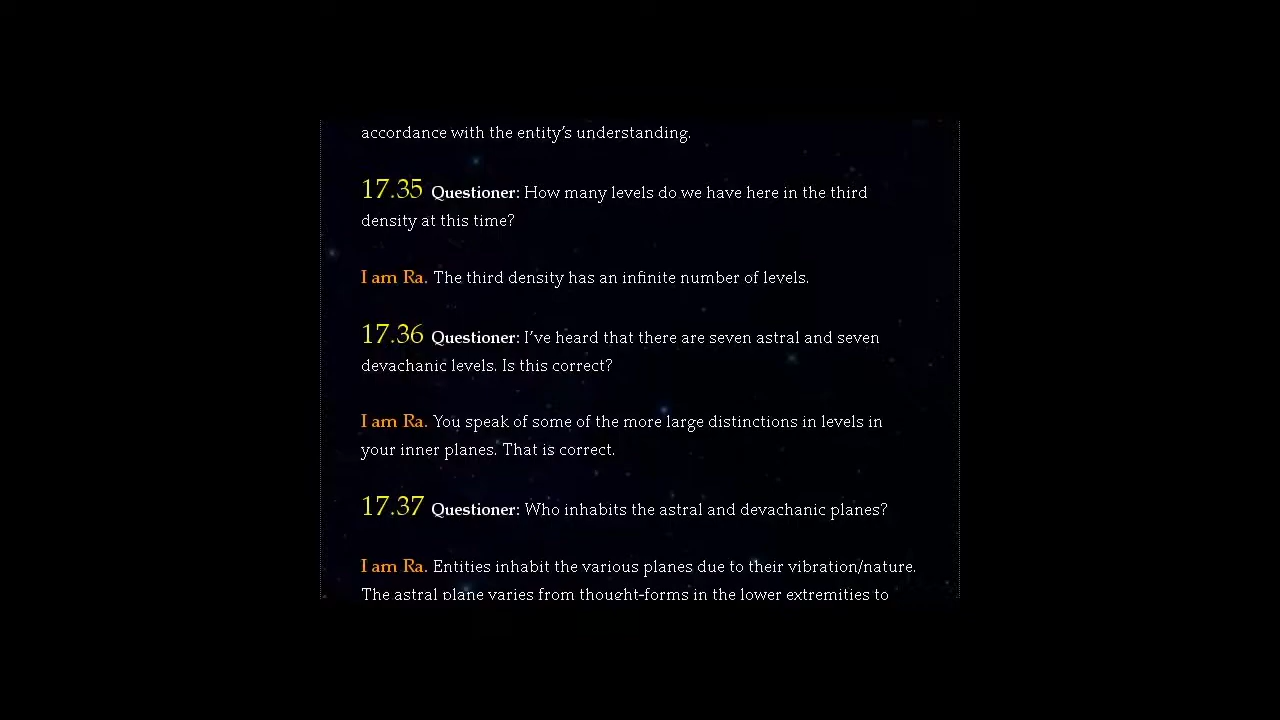 accordance with the entity's understanding.
17.35 Questioner: How many levels do we have here in the third
density at this time?
I am Ra. The third density has an infinite number of levels.
17.36 Questioner: I've heard that there are seven astral and seven
devachanic levels. Is this correct?
I am Ra. You speak of some of the more large distinctions in levels in
your inner planes. That is correct.
17.37 Questioner: Who inhabits the astral and devachanic planes?
I am Ra. Entities inhabit the various planes due to their vibration/nature.
The astral plane varies from thought-forms in the lower extremities to